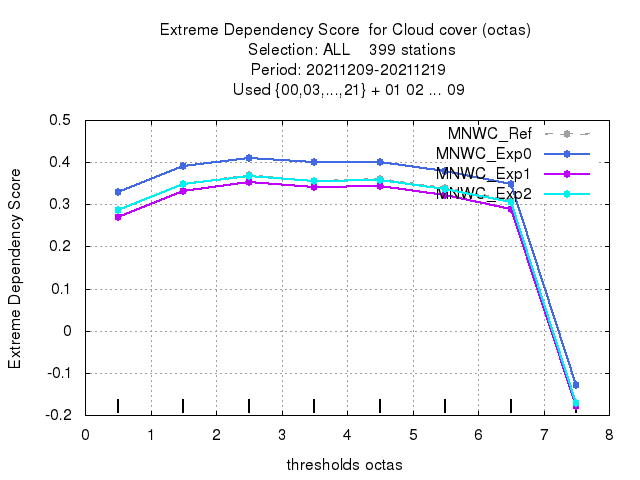 Extreme Dependency Score  for Cloud cover (octas)
Selection: ALL    399 stations
Period: 20211209-20211219
Used {00,03,...,21} + 01 02 ... 09
MNWC_Ref
MNWC_Exp0
MNWC_Exp1
MNWC_Exp2
Extreme Dependency Score
0.5
0.4
0.3
0.2
0.1
0
-0.1
-0.2
0 1 2 3 4 5 6 7 8
thresholds octas